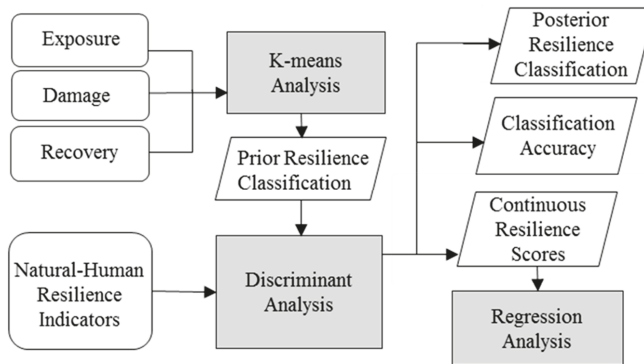 Exposure
Damage
Recovery
K-means
Analysis
Prior Resilience
Classification
Natural-Human
Resilience
Indicators
Discriminant
Analysis
Posterior
Resilience
Classification
Classification
Accuracy
Continuous
Resilience
Scores
Regression
Analysis